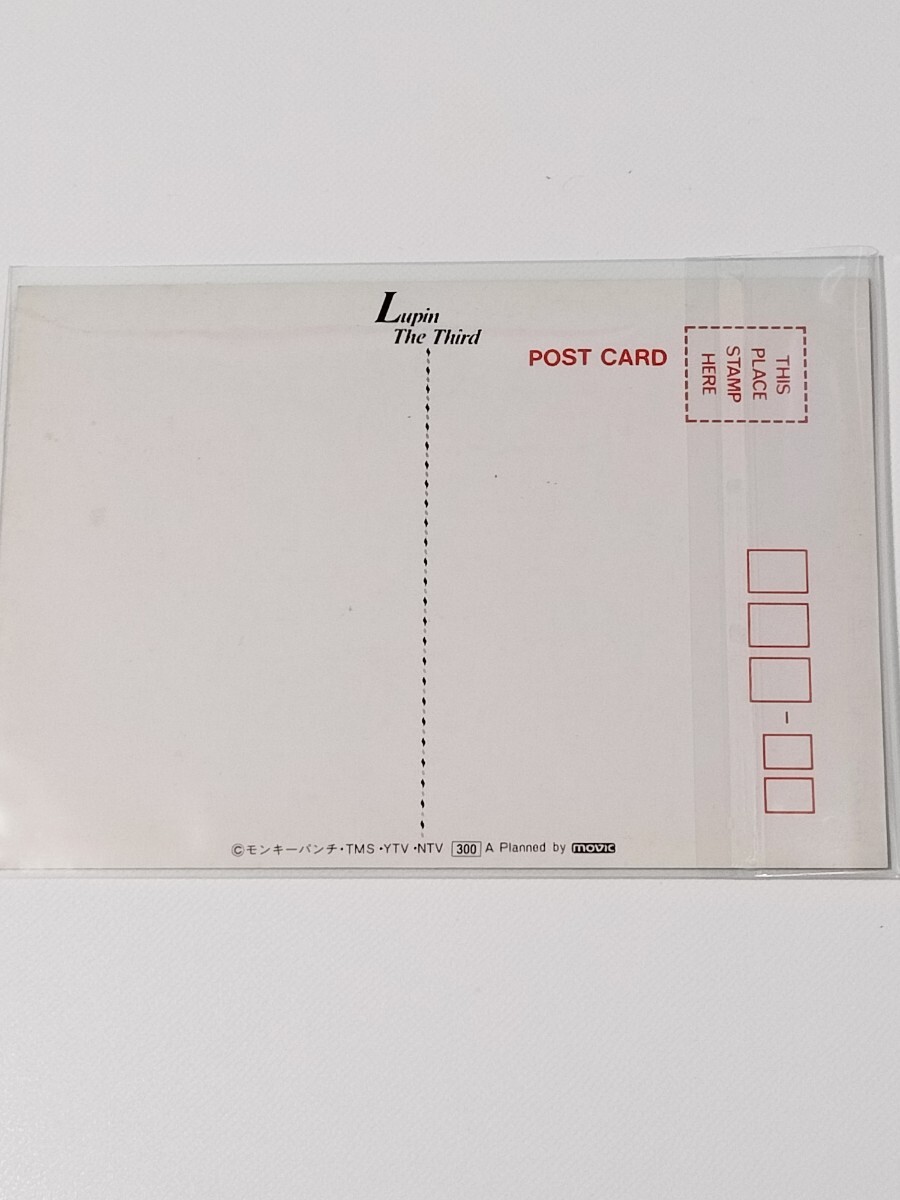 Lupin
The Third
POST CARD
THIS
PLACE
STAMP
HERE
©モンキーパンチ・TMS・YTV・NTV 300 A Planned by movic